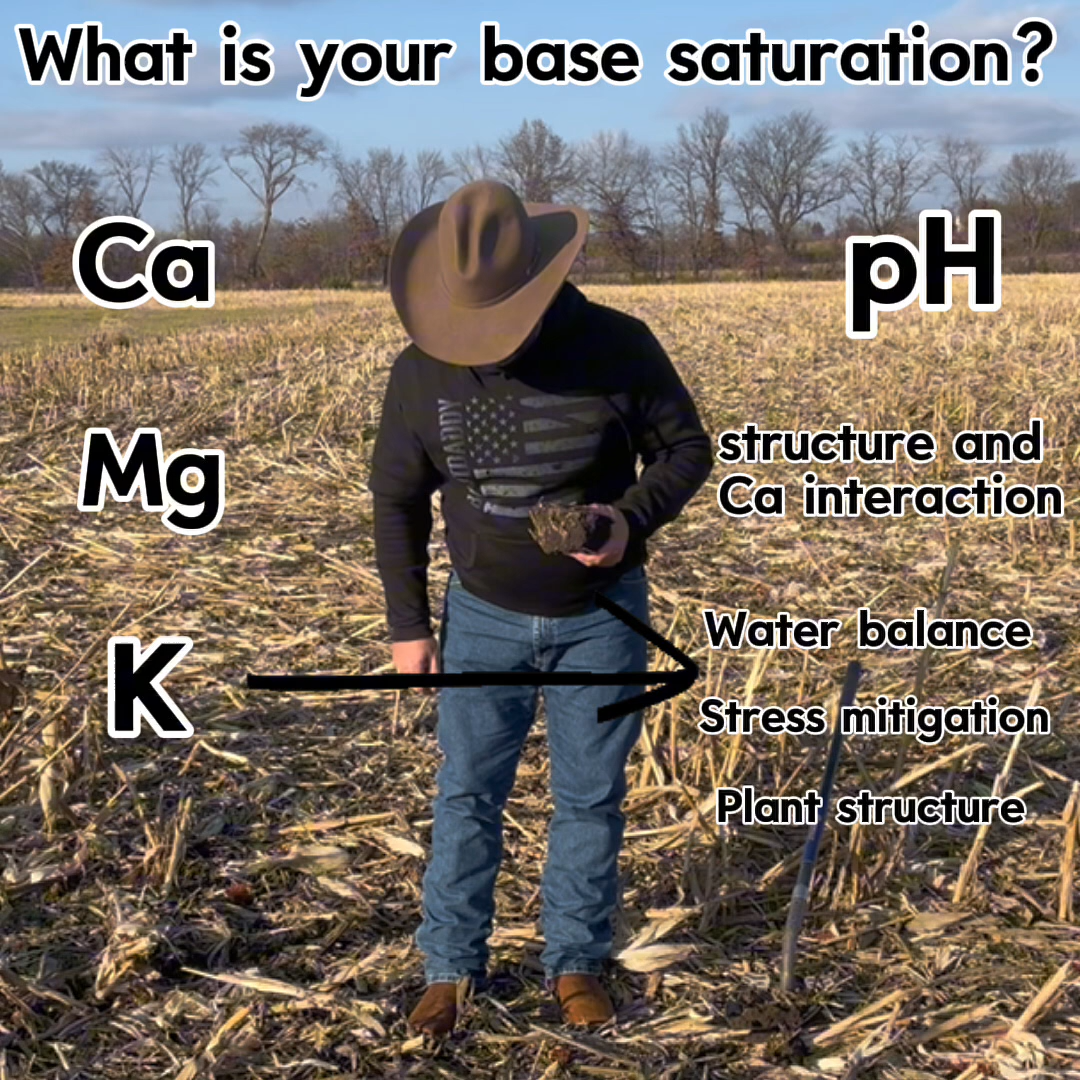 What is your base saturation?
Ca
pH
Mg
structure and
Ca interaction
K
Water balance
Stress mitigation
Plant structure